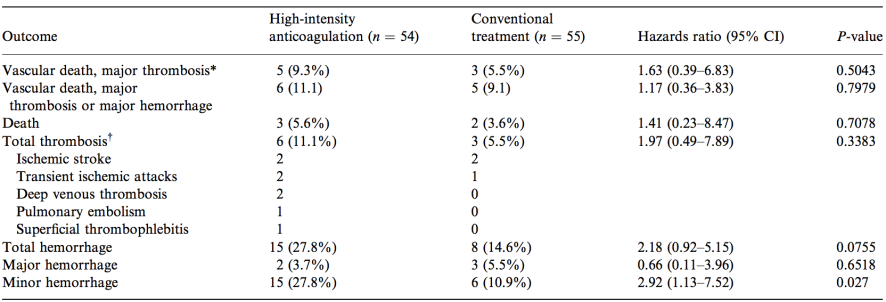 Outcome High-intensity anticoagulation (n = 54) Conventional treatment (n = 55) Hazards ratio (95% CI) P-value
Vascular death, major thrombosis* 5 (9.3%) 3 (5.5%) 1.63 (0.39–6.83) 0.5043
Vascular death, major 6 (11.1) 5 (9.1) 1.17 (0.36–3.83) 0.7979
thrombosis or major hemorrhage
Death 3 (5.6%) 2 (3.6%) 1.41 (0.23–8.47) 0.7078
Total thrombosis† 6 (11.1%) 3 (5.5%) 1.97 (0.49–7.89) 0.3383
Ischemic stroke 2 2
Transient ischemic attacks 2 1
Deep venous thrombosis 2 0
Pulmonary embolism 1 0
Superficial thrombophlebitis 1 0
Total hemorrhage 15 (27.8%) 8 (14.6%) 2.18 (0.92–5.15) 0.0755
Major hemorrhage 2 (3.7%) 3 (5.5%) 0.66 (0.11–3.96) 0.6518
Minor hemorrhage 15 (27.8%) 6 (10.9%) 2.92 (1.13–7.52) 0.027